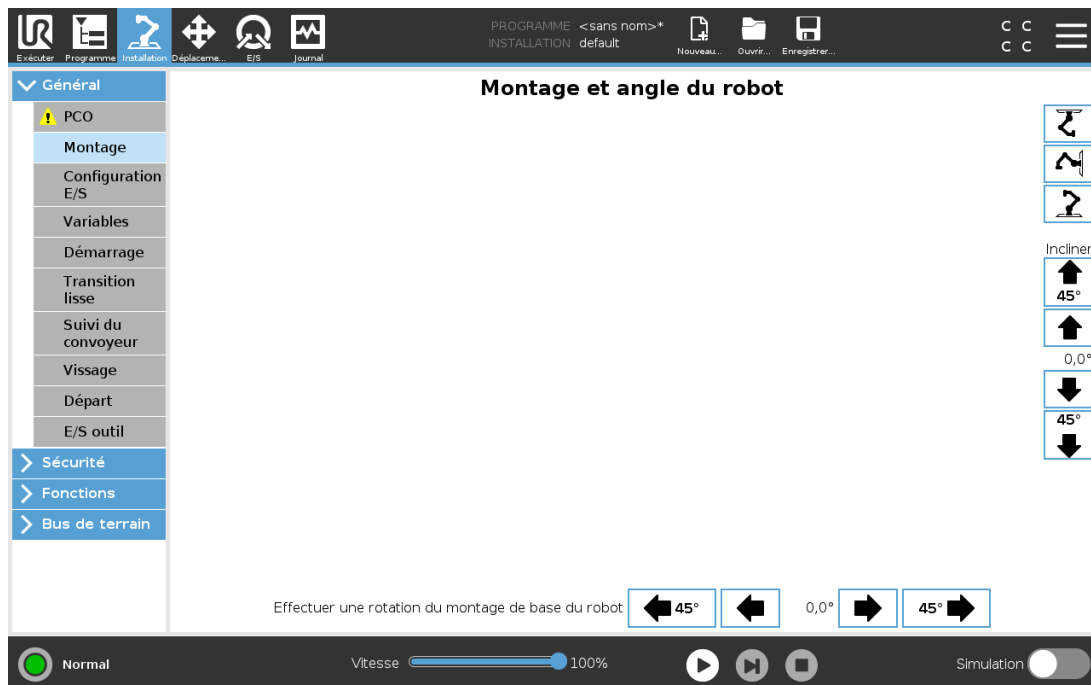 UR
Exécuter
Programme
Installation
Déplaceme...
E/S
Journal
PROGRAMME <sans nom>*
INSTALLATION default
Nouveau...
Ouvrir...
Enregistrer...
C C
C C
Général
PCO
Montage
Configuration
E/S
Variables
Démarrage
Transition
lisse
Suivi du
convoyeur
Vissage
Départ
E/S outil
Sécurité
Fonctions
Bus de terrain
Montage et angle du robot
Incliner
45°
0,0°
45°
Effectuer une rotation du montage de base du robot 45° 0,0° 45°
Normal
Vitesse 100%
Simulation